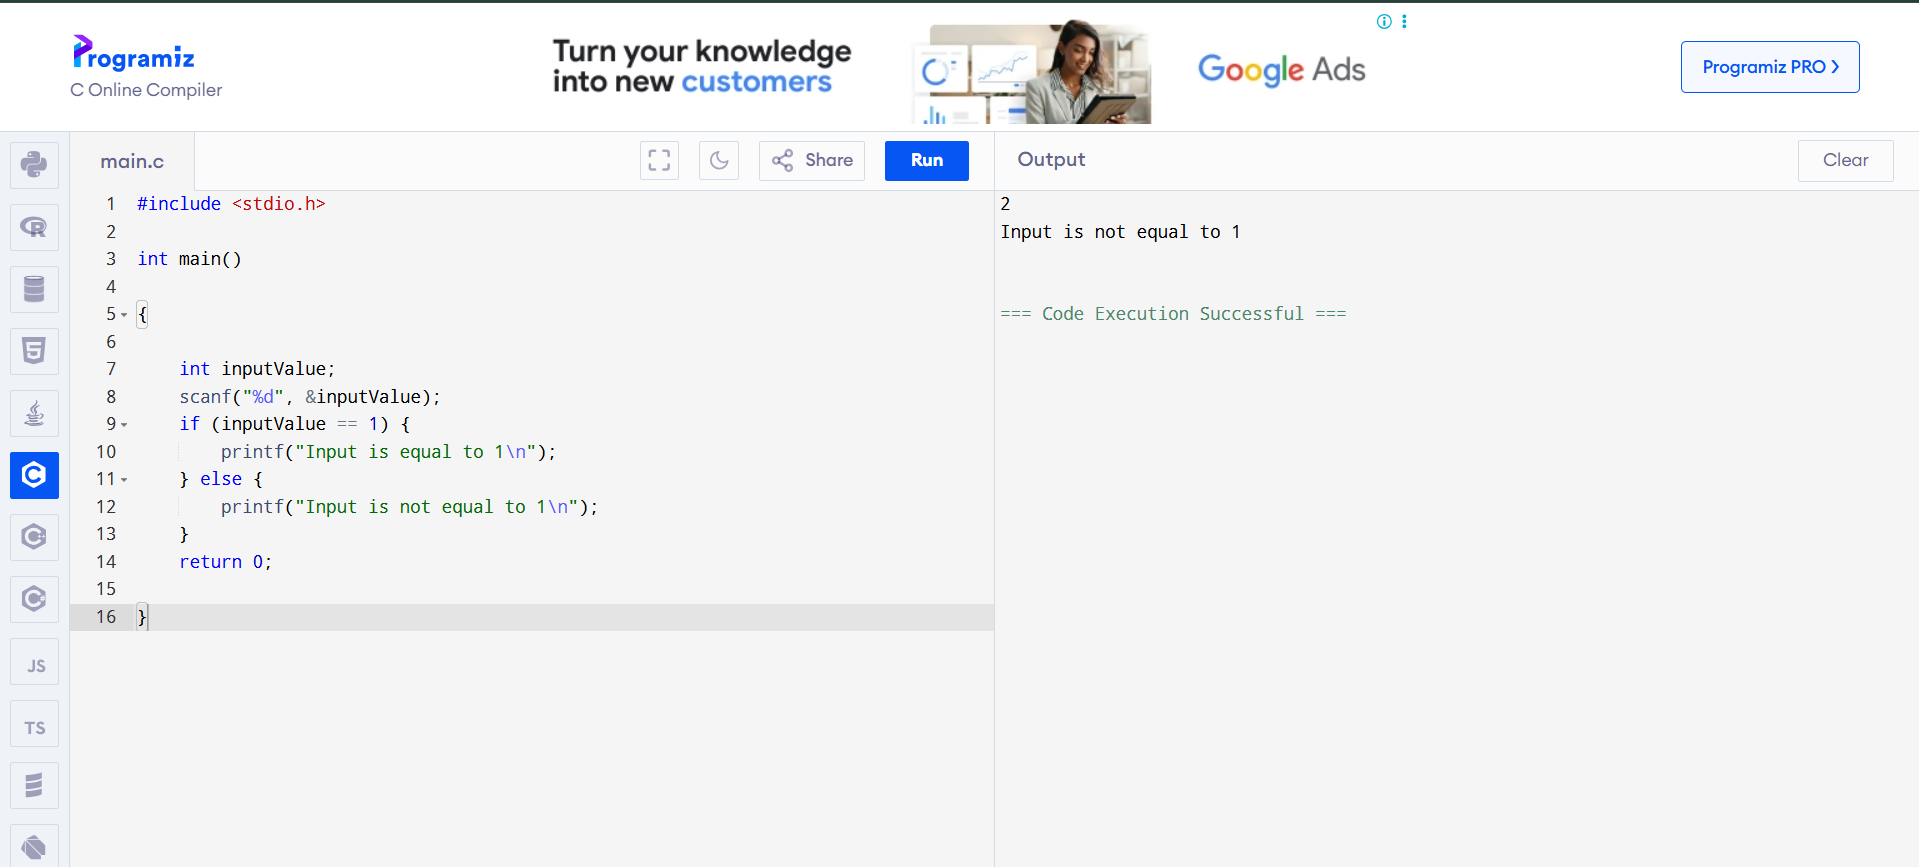 Programiz
C Online Compiler
Turn your knowledge
into new customers
Google Ads
Programiz PRO
main.c
Share
Run
Output
Clear
1 #include <stdio.h>
2
3 int main()
4
5 {
6
7 int inputValue;
8 scanf("%d", &inputValue);
9 if (inputValue == 1) {
10 printf("Input is equal to 1\n");
11 } else {
12 printf("Input is not equal to 1\n");
13 }
14 return 0;
15
16 }
2
Input is not equal to 1
=== Code Execution Successful ===
R
5
C
C
C
JS
TS